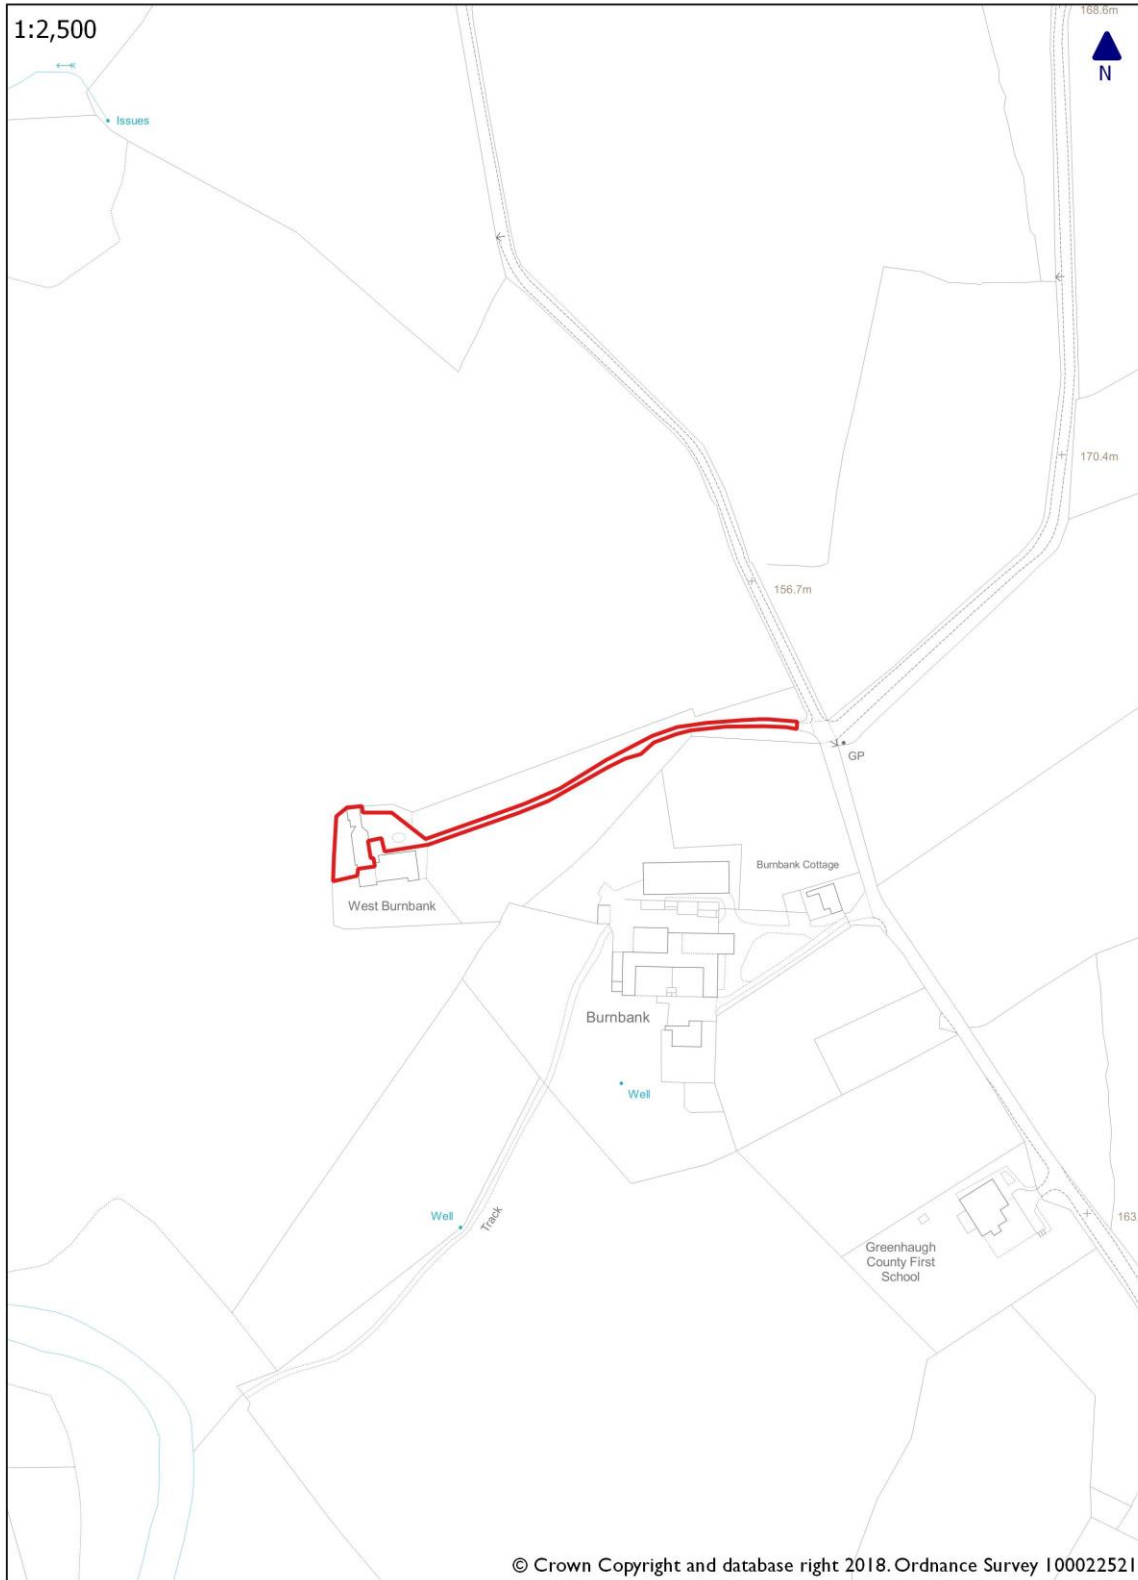 1:2,500
168.6m
N
Issues
170.4m
156.7m
GP
Burnbank Cottage
West Burnbank
Burnbank
Well
Well
Track
163
Greenhaugh
County First
School
© Crown Copyright and database right 2018. Ordnance Survey 100022521